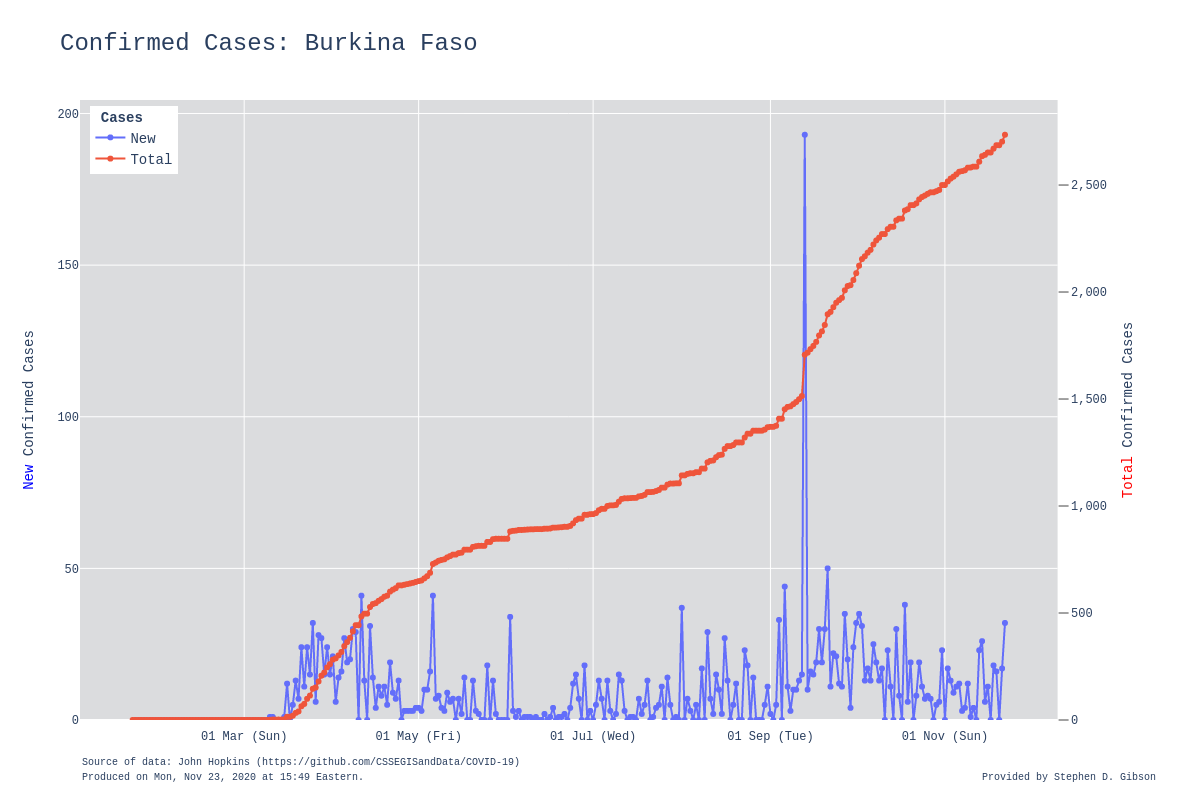 Confirmed Cases: Burkina Faso
Cases
New
Total
200
150
100
50
0
2,500
2,000
1,500
1,000
500
0
New Confirmed Cases
Total Confirmed Cases
01 Mar (Sun)
01 May (Fri)
01 Jul (Wed)
01 Sep (Tue)
01 Nov (Sun)
Source of data: John Hopkins (https://github.com/CSSEGISandData/COVID-19)
Produced on Mon, Nov 23, 2020 at 15:49 Eastern.
Provided by Stephen D. Gibson